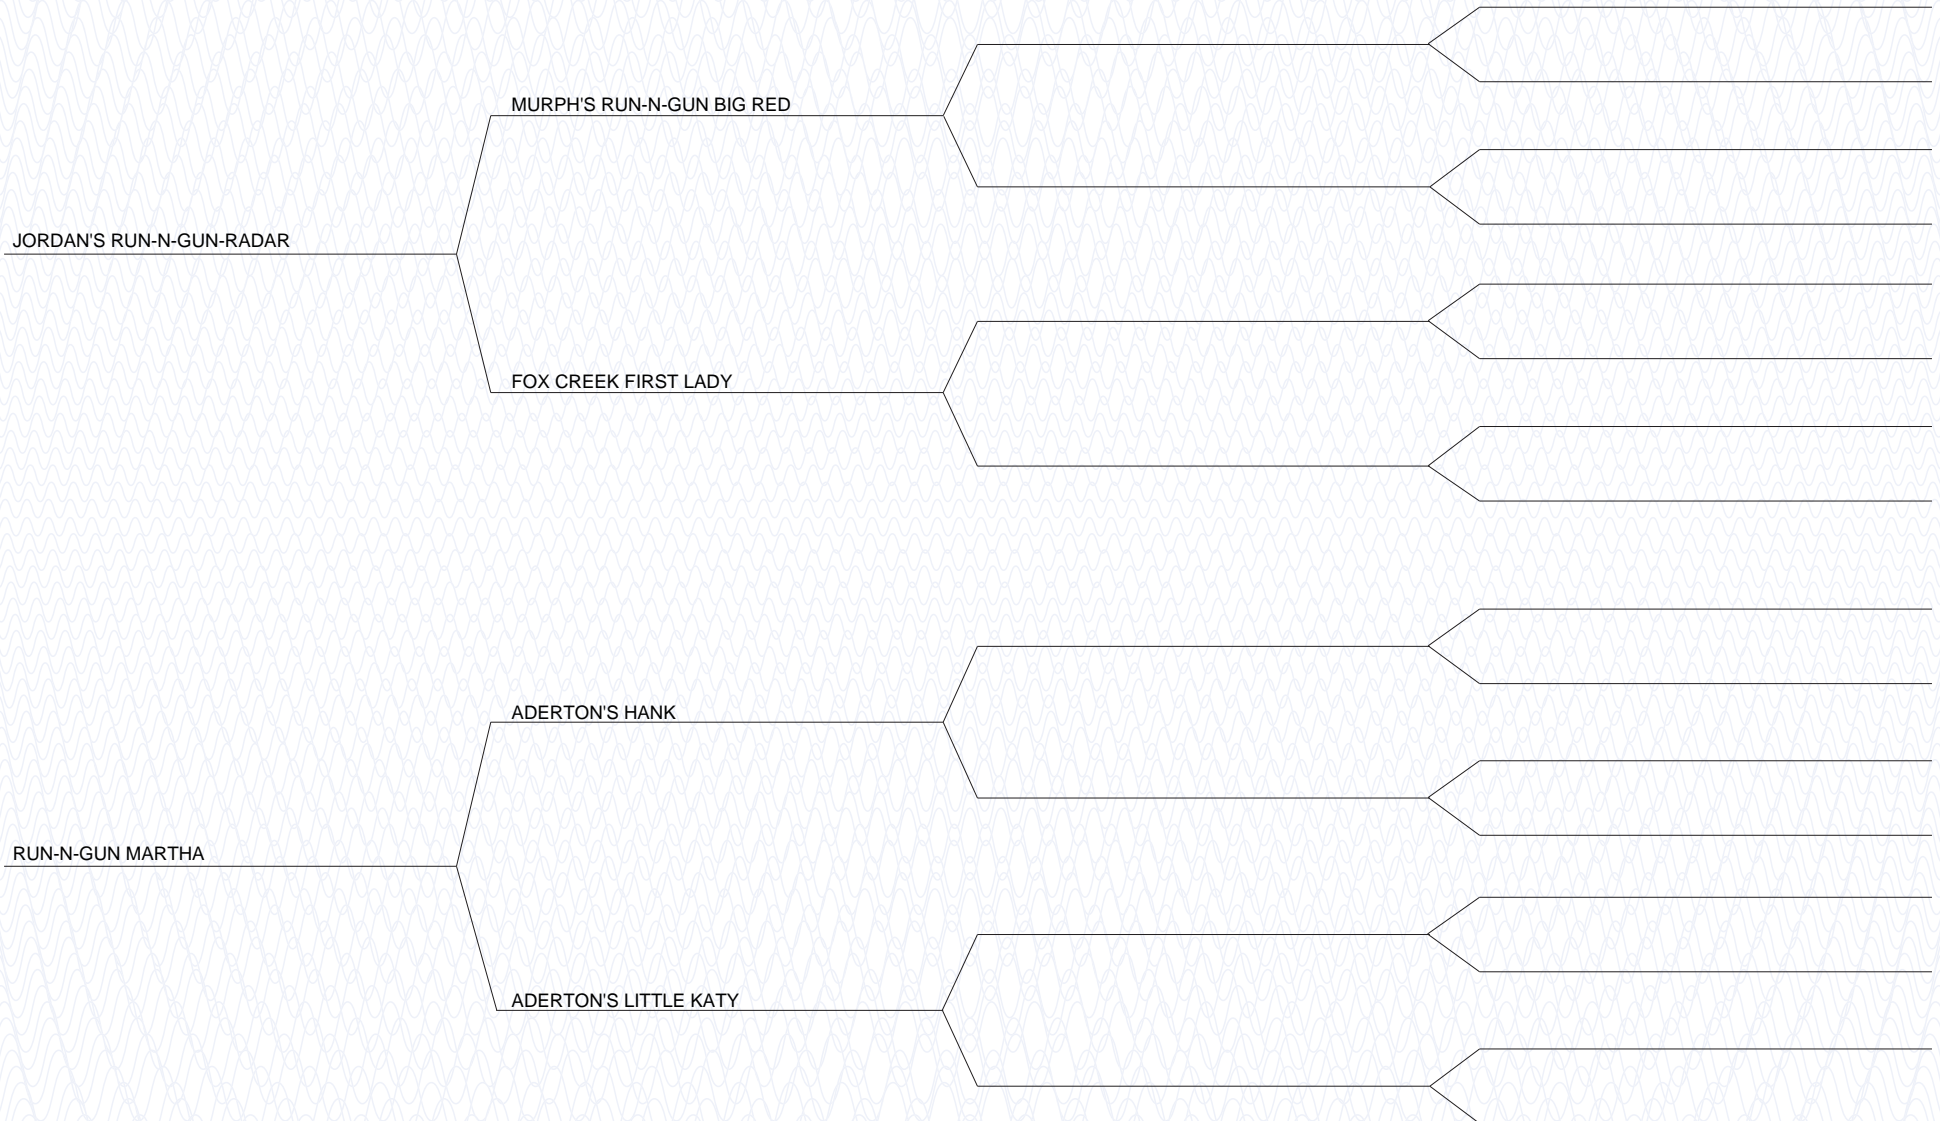 MURPH'S RUN-N-GUN BIG RED
JORDAN'S RUN-N-GUN-RADAR
FOX CREEK FIRST LADY
ADERTON'S HANK
RUN-N-GUN MARTHA
ADERTON'S LITTLE KATY